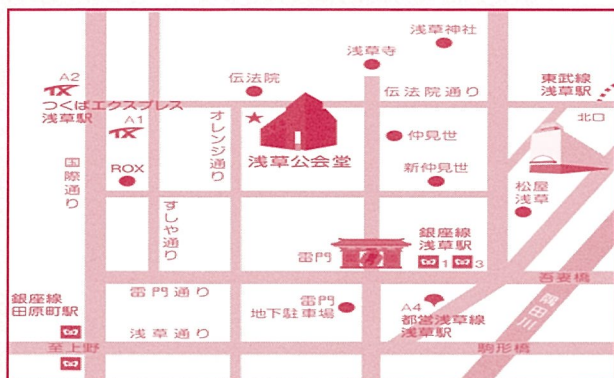 浅草神社
浅草寺
A2
TX
つくばエクスプレス
浅草駅
A1
TX
伝法院
伝法院通り
東武線
浅草駅
北口
オレンジ通り
浅草公会堂
仲見世
新仲見世
松屋
浅草
国際通り
ROX
すしや通り
雷門
銀座線
浅草駅
1
3
吾妻橋
雷門通り
銀座線
田原町駅
雷門
地下駐車場
A4
都営浅草線
浅草駅
隅田川
浅草通り
至上野
駒形橋